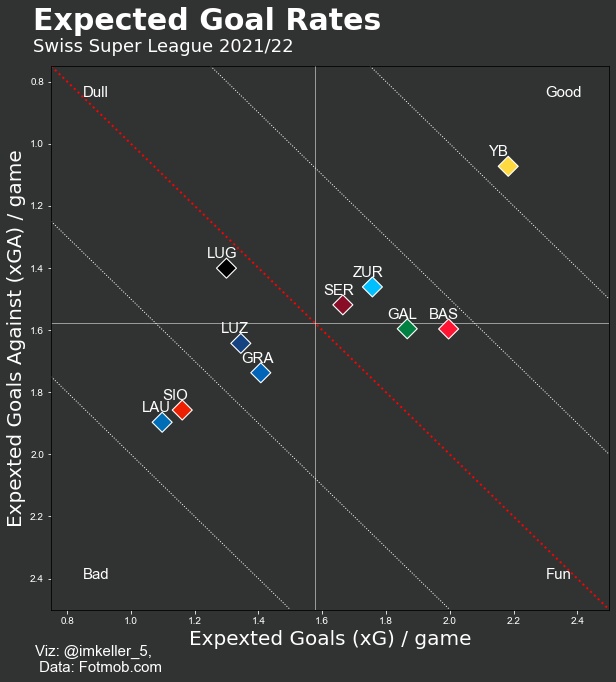 Expected Goal Rates
Swiss Super League 2021/22
0.8
1.0
1.2
1.4
1.6
1.8
2.0
2.2
2.4
Expexted Goals Against (xGA) / game
Dull
Good
YB
LUG
ZUR
SER
GAL
BAS
LUZ
GRA
SIO
LAU
Bad
Fun
0.8 1.0 1.2 1.4 1.6 1.8 2.0 2.2 2.4
Expexted Goals (xG) / game
Viz: @imkeller_5,
Data: Fotmob.com